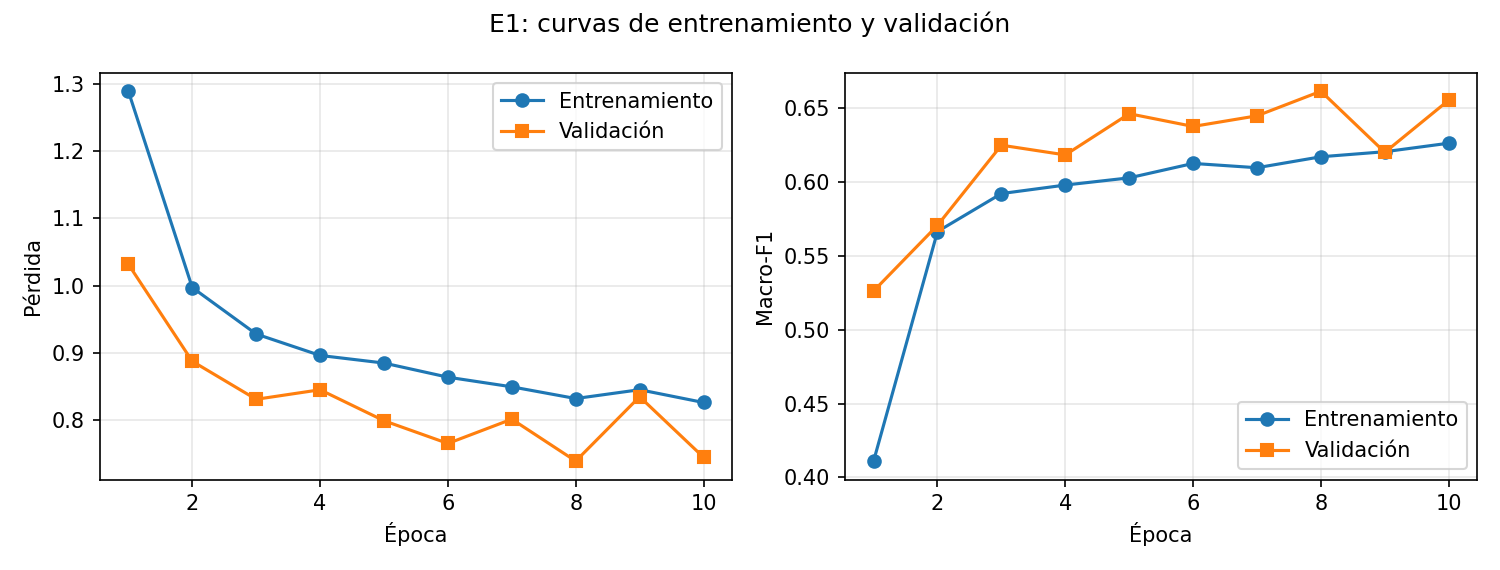 E1: curvas de entrenamiento y validación
1.3
1.2
1.1
1.0
0.9
0.8
Pérdida
2
4
6
8
10
Época
Entrenamiento
Validación
0.65
0.60
0.55
0.50
0.45
0.40
Macro-F1
2
4
6
8
10
Época
Entrenamiento
Validación